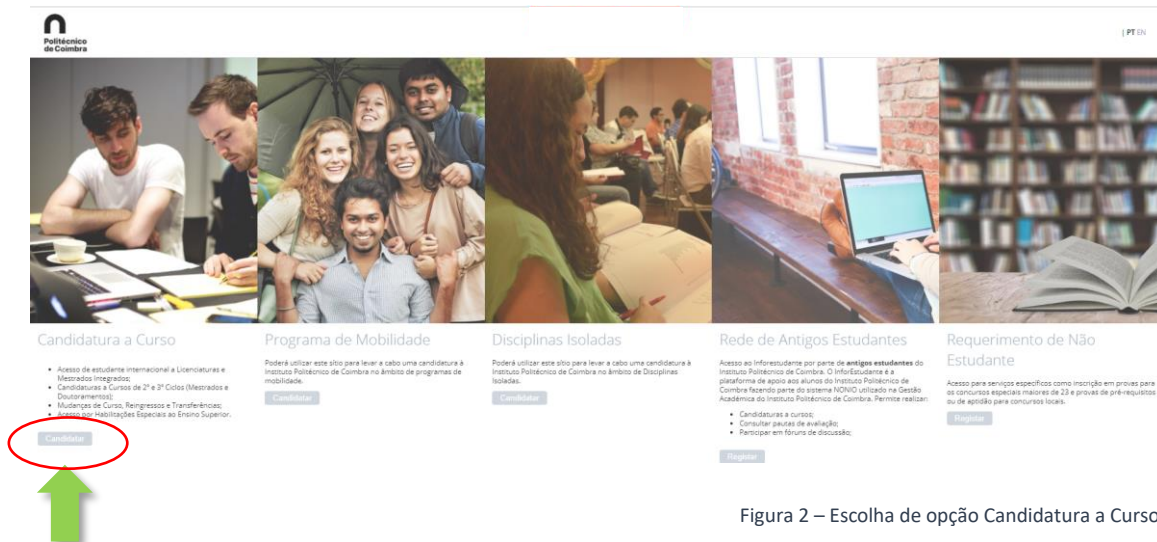 Politécnico
de Coimbra
| PT EN
Candidatura a Curso
Acesso de estudante internacional a Licenciaturas e
Mestrados Integrados;
Candidaturas a Cursos de 2º e 3º Ciclos (Mestrados e
Doutoramentos);
Mudanças de Curso, Reingressos e Transferências;
Acesso por Habilitações Especiais ao Ensino Superior.
Candidatar
Programa de Mobilidade
Poderá utilizar este sítio para levar a cabo uma candidatura à
Instituto Politécnico de Coimbra no âmbito de programas de
mobilidade.
Candidatar
Disciplinas Isoladas
Poderá utilizar este sítio para levar a cabo uma candidatura à
Instituto Politécnico de Coimbra no âmbito de Disciplinas
Isoladas.
Candidatar
Rede de Antigos Estudantes
Acesso ao Inforestudante por parte de antigos estudantes do
Instituto Politécnico de Coimbra. O InforEstudante é a
plataforma de apoio aos alunos do Instituto Politécnico de
Coimbra fazendo parte do sistema NONIO utilizado na Gestão
Académica do Instituto Politécnico de Coimbra. Permite realizar:
Candidaturas a cursos;
Consultar pautas de avaliação;
Participar em fóruns de discussão;
Registar
Requerimento de Não
Estudante
Acesso para serviços específicos como inscrição em provas para
os concursos especiais maiores de 23 e provas de pré-requisitos
ou de aptidão para concursos locais.
Registar
Figura 2 – Escolha de opção Candidatura a Curso